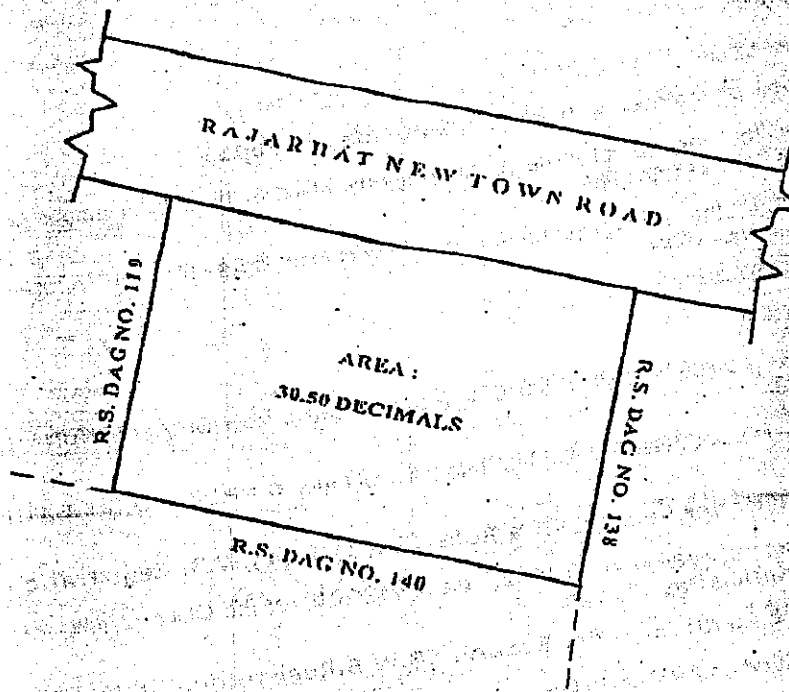 RAJARHAT NEW TOWN ROAD
R.S. DAG NO. 119
AREA :
30.50 DECIMALS
R.S. DAG NO. 138
R.S. DAG NO. 140